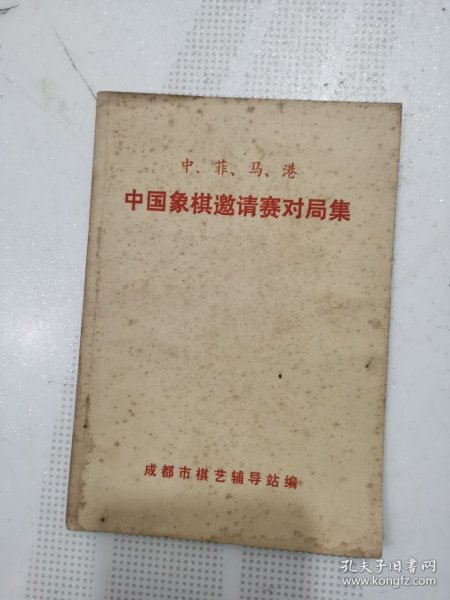 中、菲、马、港
中国象棋邀请赛对局集
成都市棋艺辅导站编
孔夫子旧书网
www.kongfz.com